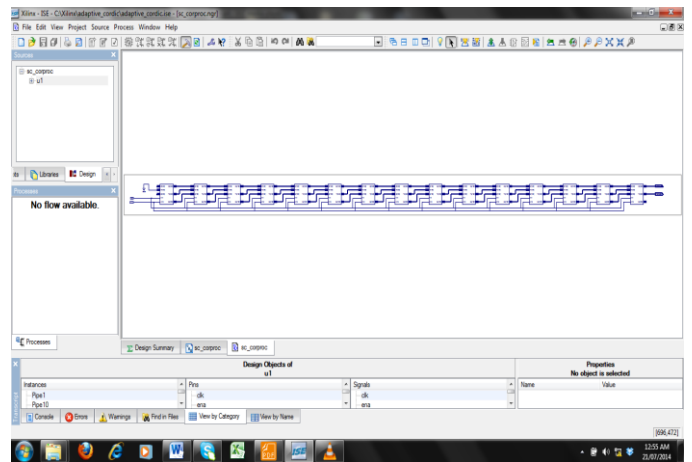 Xilinx - ISE - C:\Xilinx\adaptive_cordic\adaptive_cordic.ise - [sc_corproc.ngr]
File Edit View Project Source Process Window Help
Sources
sc_corproc
u1
Libraries Design
Processes
No flow available.
Processes
Design Summary sc_corproc sc_corproc
Design Objects of
u1
Properties
No object is selected
Instances Pins Signals Name Value
Pipe1 clk clk
Pipe10 ena ena
Console Errors Warnings Find in Files View by Category View by Name
[696,472]
12:55 AM
21/07/2014